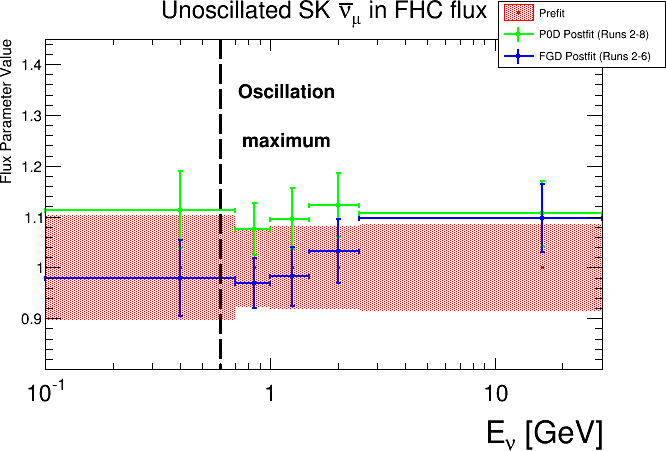 Unoscillated SK ν̅μ in FHC flux
Prefit
P0D Postfit (Runs 2-8)
FGD Postfit (Runs 2-6)
Flux Parameter Value
1.4
1.3
1.2
1.1
1
0.9
Oscillation
maximum
10⁻¹ 1 10
Eν [GeV]